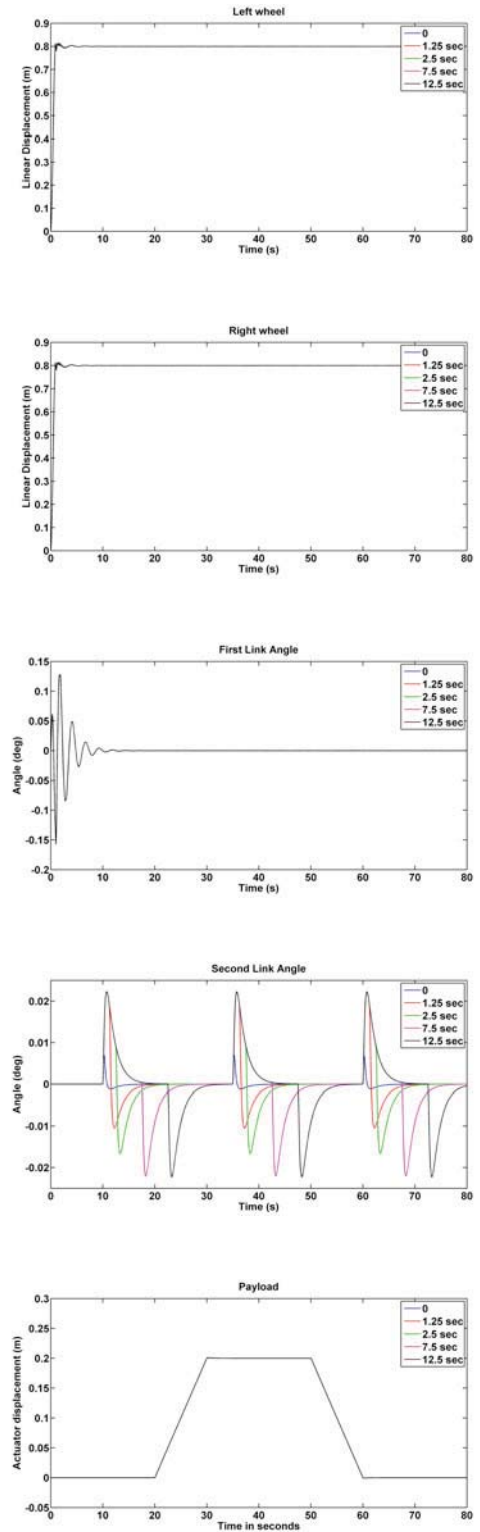 Left wheel
0.9
0.8
0.7
0.6
0.5
0.4
0.3
0.2
0.1
0
Linear Displacement (m)
0
1.25 sec
2.5 sec
7.5 sec
12.5 sec
0 10 20 30 40 50 60 70 80
Time (s)
Right wheel
0.9
0.8
0.7
0.6
0.5
0.4
0.3
0.2
0.1
0
Linear Displacement (m)
0
1.25 sec
2.5 sec
7.5 sec
12.5 sec
0 10 20 30 40 50 60 70 80
Time (s)
First Link Angle
0.15
0.1
0.05
0
-0.05
-0.1
-0.15
-0.2
Angle (deg)
0
1.25 sec
2.5 sec
7.5 sec
12.5 sec
0 10 20 30 40 50 60 70 80
Time (s)
Second Link Angle
0.02
0.01
0
-0.01
-0.02
Angle (deg)
0
1.25 sec
2.5 sec
7.5 sec
12.5 sec
0 10 20 30 40 50 60 70 80
Time (s)
Payload
0.3
0.25
0.2
0.15
0.1
0.05
0
-0.05
Actuator displacement (m)
0
1.25 sec
2.5 sec
7.5 sec
12.5 sec
0 10 20 30 40 50 60 70 80
Time in seconds